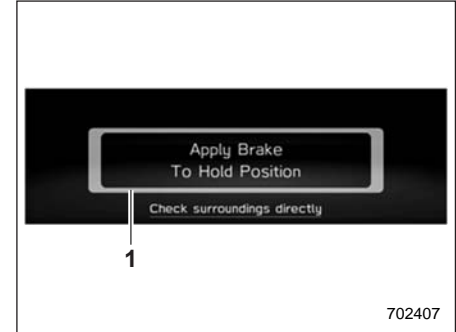 Apply Brake
To Hold Position
Check surroundings directly
1
702407